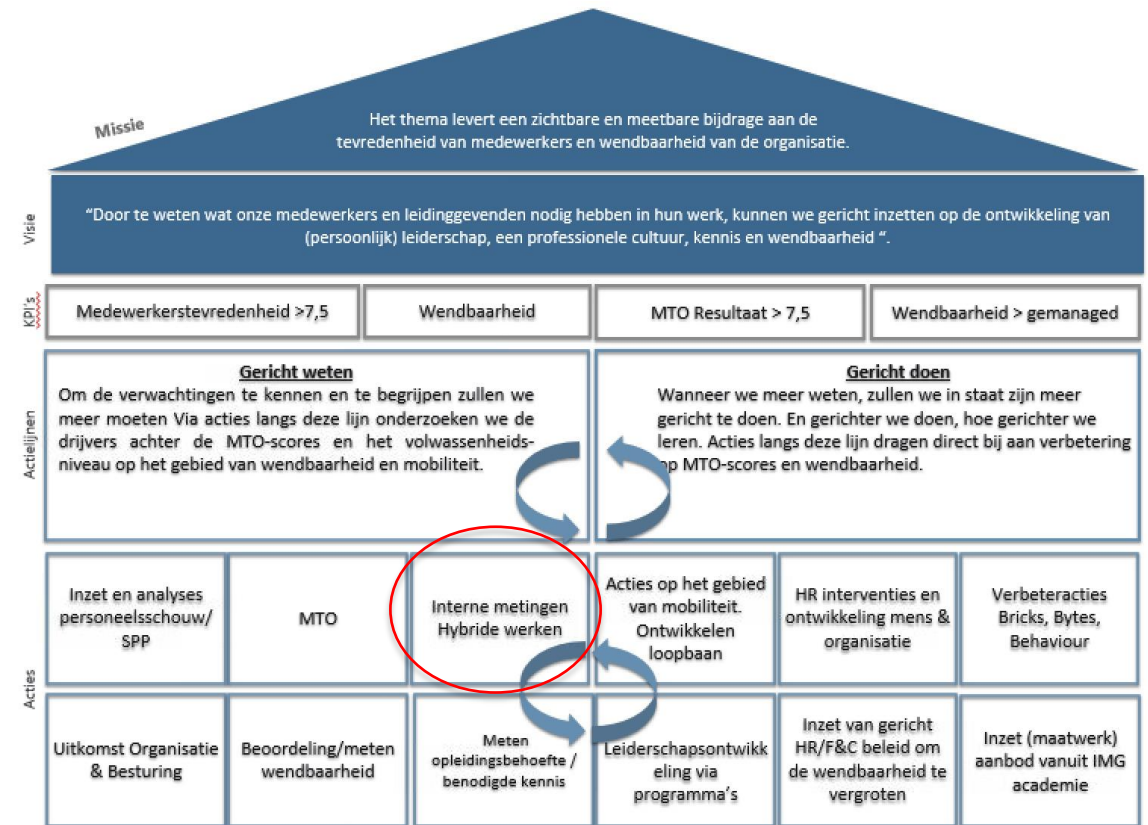 Missie
Het thema levert een zichtbare en meetbare bijdrage aan de
tevredenheid van medewerkers en wendbaarheid van de organisatie.
Visie
“Door te weten wat onze medewerkers en leidinggevenden nodig hebben in hun werk, kunnen we gericht inzetten op de ontwikkeling van
(persoonlijk) leiderschap, een professionele cultuur, kennis en wendbaarheid “.
KPI's
Medewerkerstevredenheid >7,5
Wendbaarheid
MTO Resultaat > 7,5
Wendbaarheid > gemanaged
Actielijnen
Gericht weten
Om de verwachtingen te kennen en te begrijpen zullen we
meer moeten Via acties langs deze lijn onderzoeken we de
drijvers achter de MTO-scores en het volwassenheids-
niveau op het gebied van wendbaarheid en mobiliteit.
Gericht doen
Wanneer we meer weten, zullen we in staat zijn meer
gericht te doen. En gerichter we doen, hoe gerichter we
leren. Acties langs deze lijn dragen direct bij aan verbetering
op MTO-scores en wendbaarheid.
Acties
Inzet en analyses
personeelsschouw/
SPP
MTO
Interne metingen
Hybride werken
Acties op het gebied
van mobiliteit.
Ontwikkelen
loopbaan
HR interventies en
ontwikkeling mens &
organisatie
Verbeteracties
Bricks, Bytes,
Behaviour
Uitkomst Organisatie
& Besturing
Beoordeling/meten
wendbaarheid
Meten
opleidingsbehoefte /
benodigde kennis
Leiderschapsontwikk
eling via
programma's
Inzet van gericht
HR/F&C beleid om
de wendbaarheid te
vergroten
Inzet (maatwerk)
aanbod vanuit IMG
academie